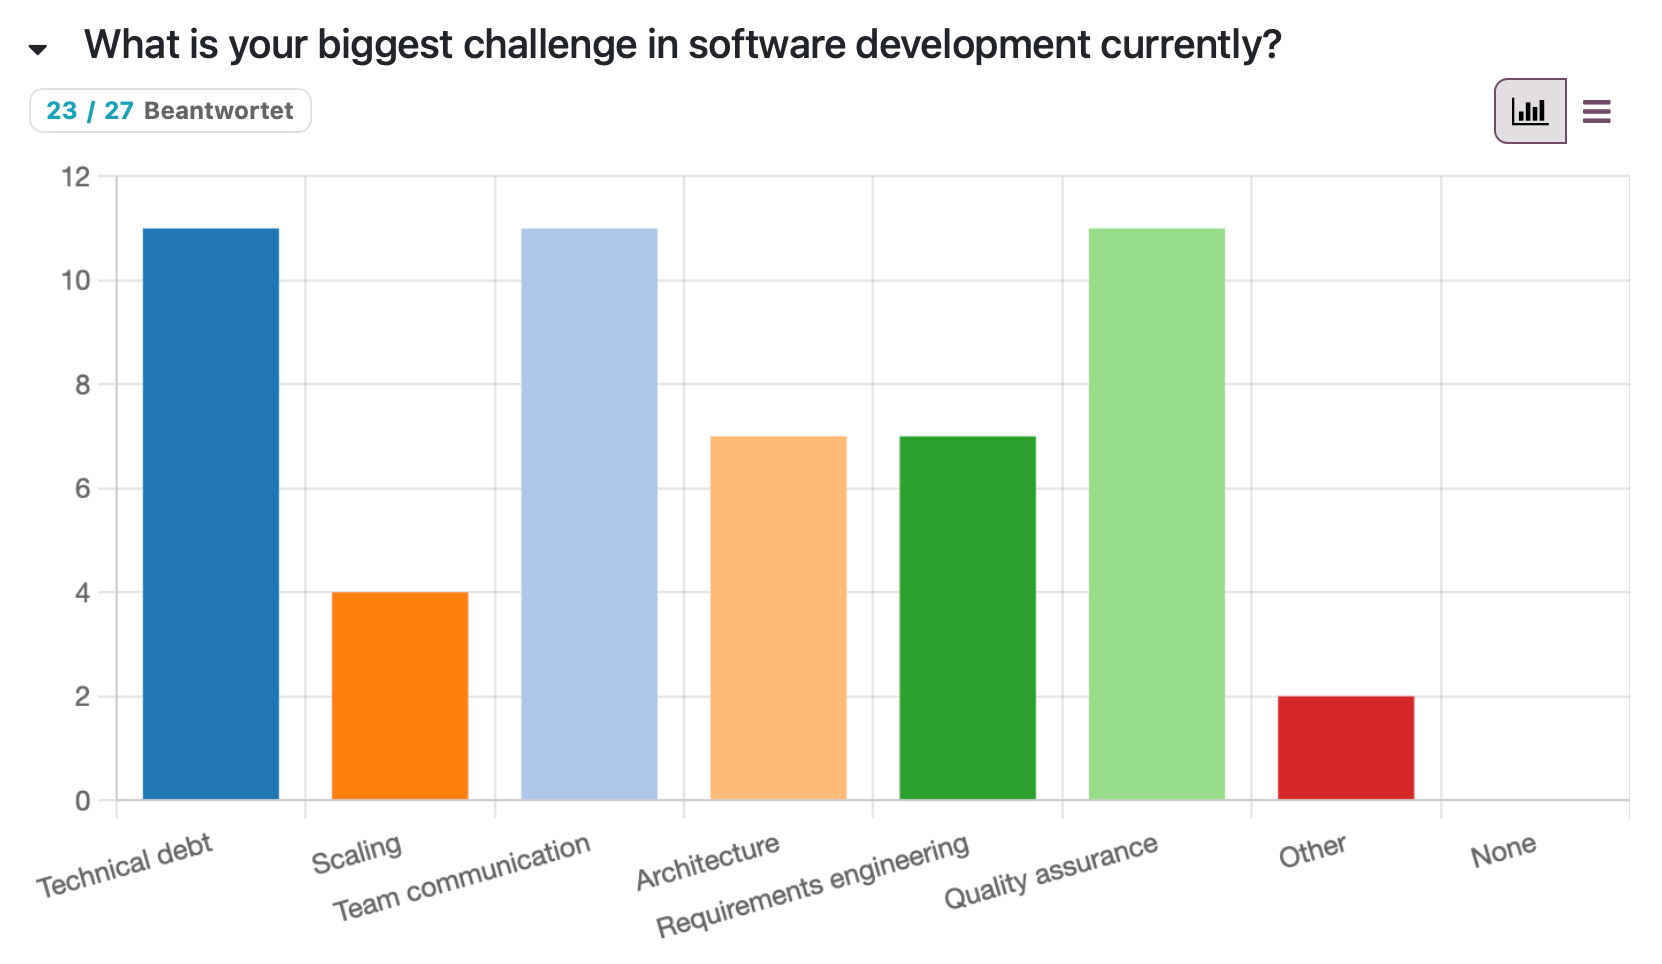 What is your biggest challenge in software development currently?
23 / 27 Beantwortet
12
10
8
6
4
2
0
Technical debt
Scaling
Team communication
Architecture
Requirements engineering
Quality assurance
Other
None